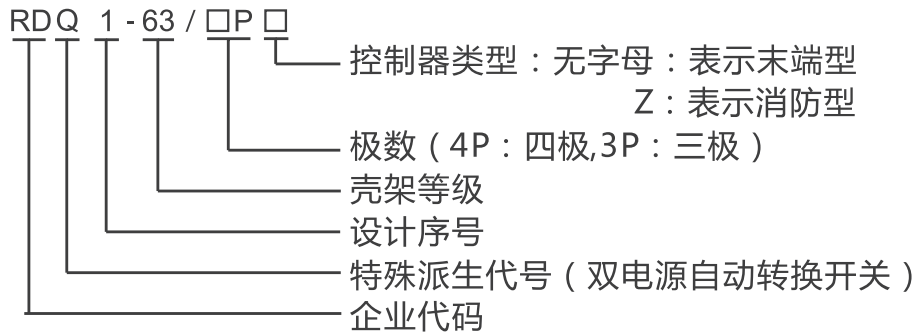 RDQ 1 - 63 / □P □
控制器类型：无字母：表示末端型
Z：表示消防型
极数（4P：四极,3P：三极）
壳架等级
设计序号
特殊派生代号（双电源自动转换开关）
企业代码